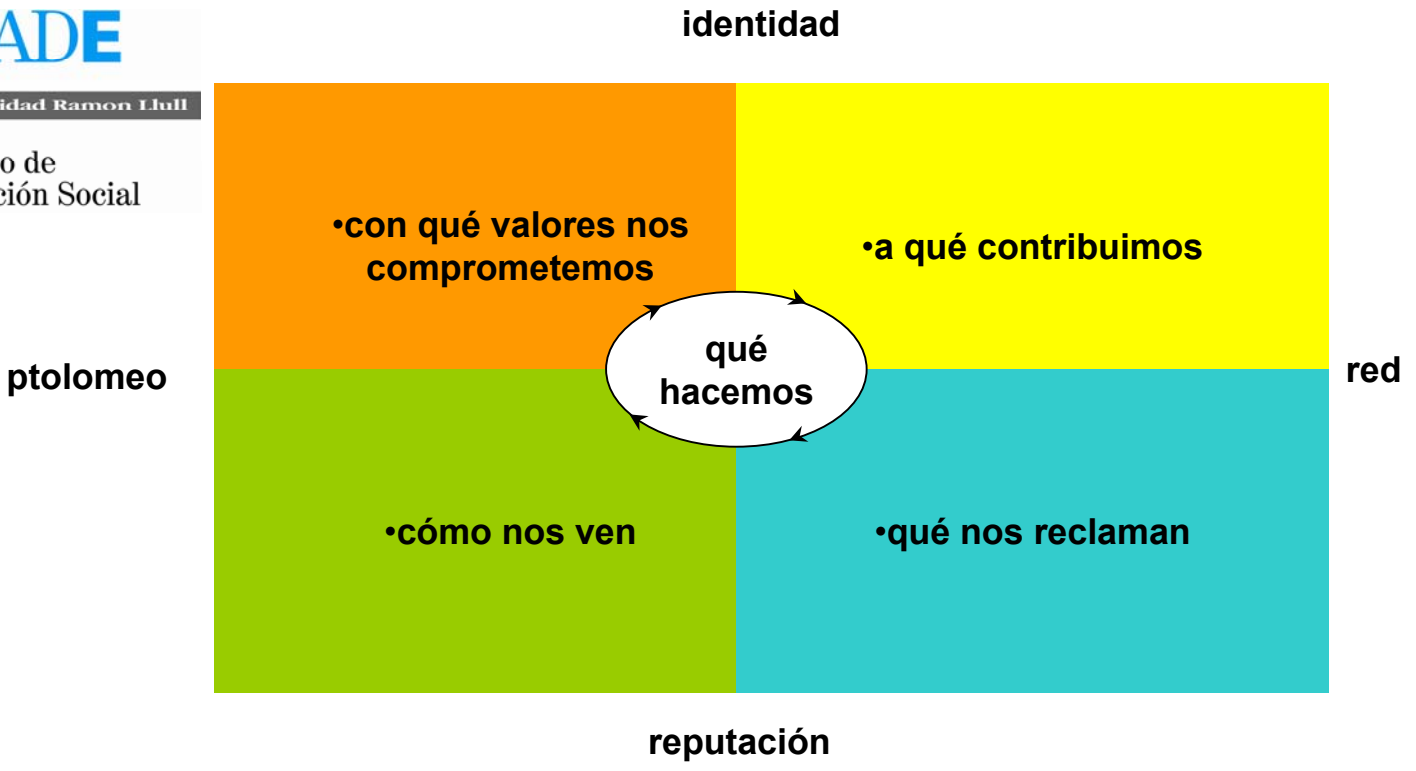 identidad
ADE
idad Ramon Llull
o de
ción Social
•con qué valores nos
comprometemos
•a qué contribuimos
qué
hacemos
ptolomeo
red
•cómo nos ven
•qué nos reclaman
reputación